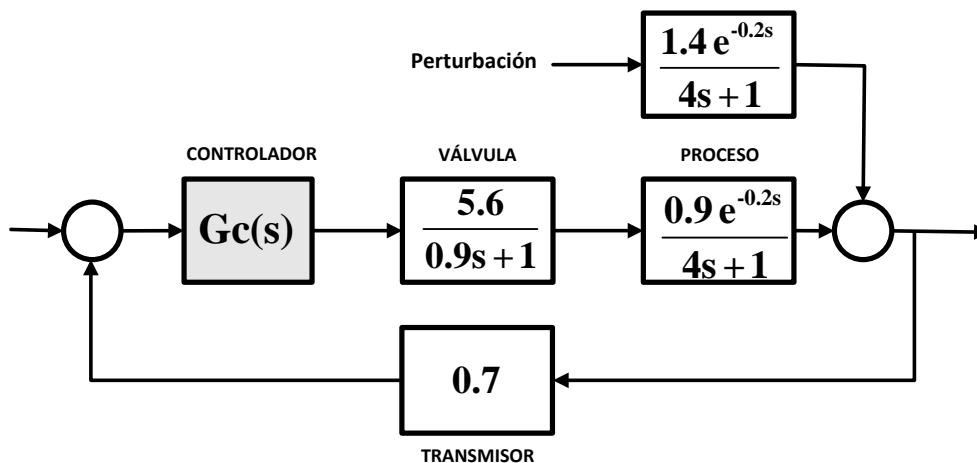 1.4 e-0.2s
4s + 1
Perturbación
CONTROLADOR
VÁLVULA
PROCESO
Gc(s)
5.6
0.9s + 1
0.9 e-0.2s
4s + 1
0.7
TRANSMISOR